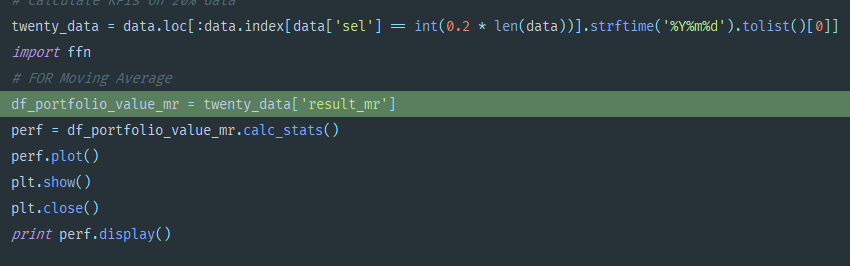 # Calculate KPIs on 20% data
twenty_data = data.loc[:data.index[data['sel'] == int(0.2 * len(data))].strftime('%Y%m%d').tolist()[0]]
import ffn
# FOR Moving Average
df_portfolio_value_mr = twenty_data['result_mr']
perf = df_portfolio_value_mr.calc_stats()
perf.plot()
plt.show()
plt.close()
print perf.display()